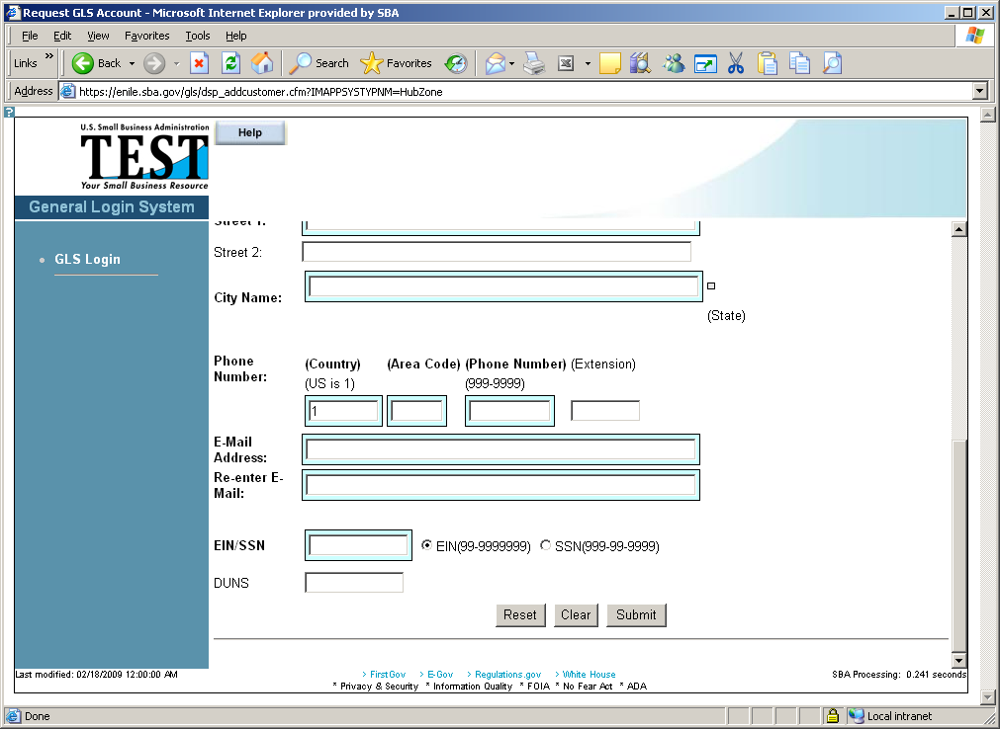 Request GLS Account - Microsoft Internet Explorer provided by SBA
File Edit View Favorites Tools Help
Links » Back Search Favorites
Address https://enile.sba.gov/gls/dsp_addcustomer.cfm?IMAPPSYSTYPNM=HubZone
?
U.S. Small Business Administration
TEST
Your Small Business Resource
Help
General Login System
GLS Login
Street 1:
Street 2:
City Name:
(State)
Phone Number: (Country) (Area Code) (Phone Number) (Extension)
(US is 1) (999-9999)
1
E-Mail
Address:
Re-enter E-
Mail:
EIN/SSN EIN(99-9999999) SSN(999-99-9999)
DUNS
Reset Clear Submit
Last modified: 02/18/2009 12:00:00 AM > FirstGov > E-Gov > Regulations.gov > White House SBA Processing: 0.241 seconds
* Privacy & Security * Information Quality * FOIA * No Fear Act * ADA
Done Local intranet